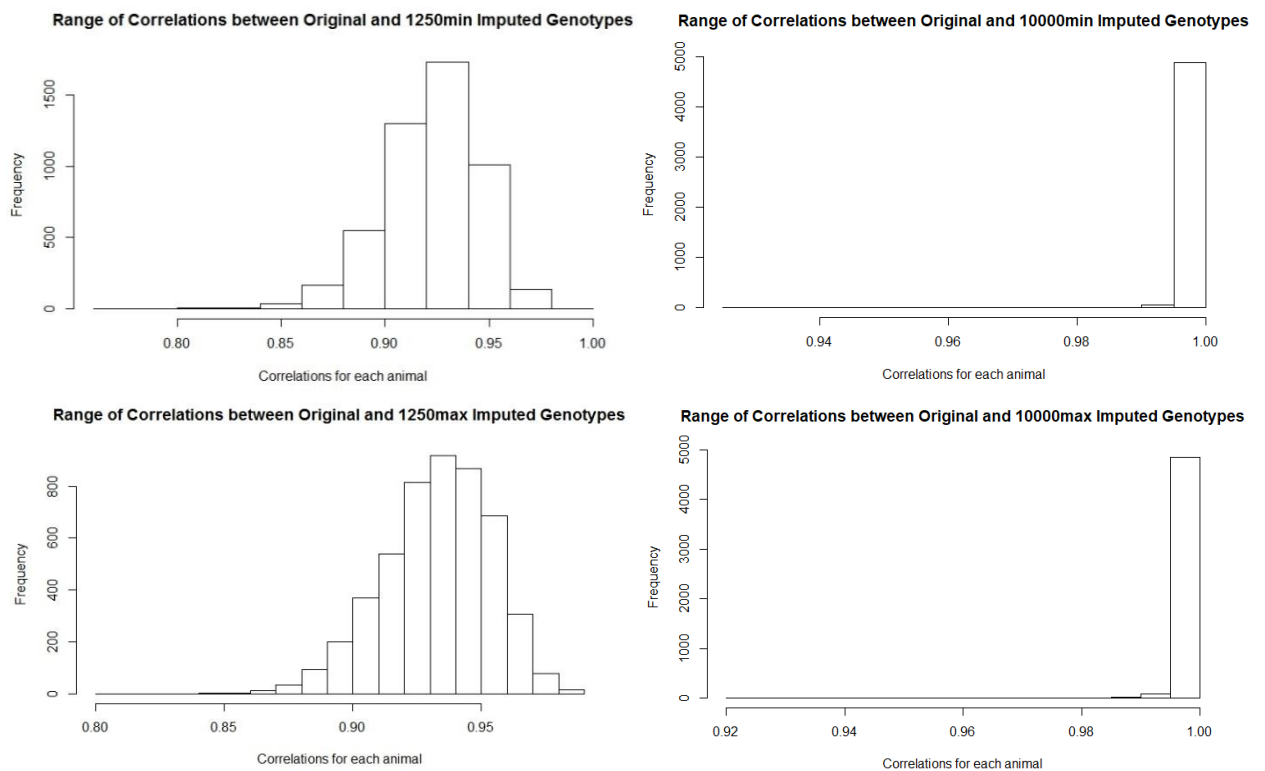 Range of Correlations between Original and 1250min Imputed Genotypes
Frequency
1500
1000
500
0
0.80 0.85 0.90 0.95 1.00
Correlations for each animal
Range of Correlations between Original and 10000min Imputed Genotypes
Frequency
5000
4000
3000
2000
1000
0
0.94 0.96 0.98 1.00
Correlations for each animal
Range of Correlations between Original and 1250max Imputed Genotypes
Frequency
800
600
400
200
0
0.80 0.85 0.90 0.95
Correlations for each animal
Range of Correlations between Original and 10000max Imputed Genotypes
Frequency
5000
4000
3000
2000
1000
0
0.92 0.94 0.96 0.98 1.00
Correlations for each animal